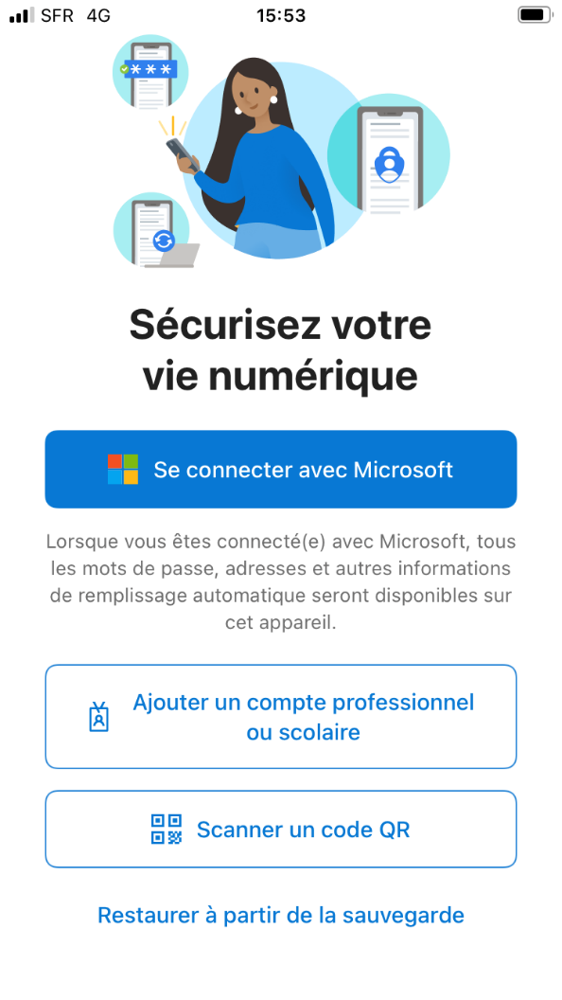 SFR 4G 15:53
***
Sécurisez votre
vie numérique
Se connecter avec Microsoft
Lorsque vous êtes connecté(e) avec Microsoft, tous
les mots de passe, adresses et autres informations
de remplissage automatique seront disponibles sur
cet appareil.
Ajouter un compte professionnel
ou scolaire
Scanner un code QR
Restaurer à partir de la sauvegarde